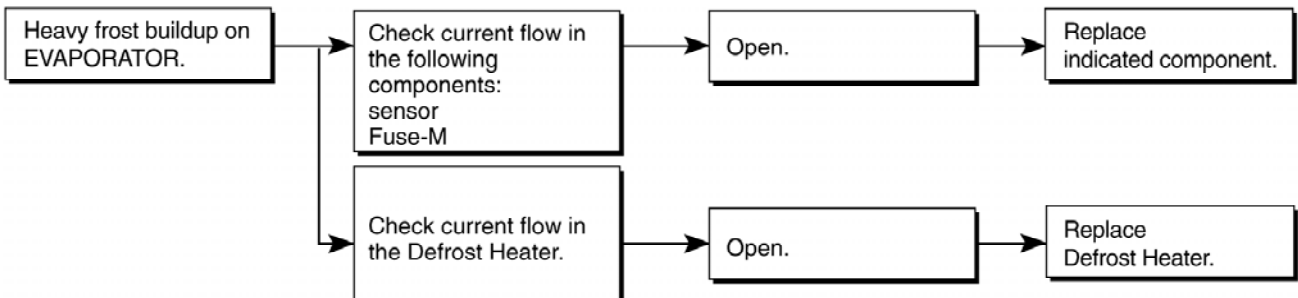 Heavy frost buildup on
EVAPORATOR.
Check current flow in
the following
components:
sensor
Fuse-M
Open.
Replace
indicated component.
Check current flow in
the Defrost Heater.
Open.
Replace
Defrost Heater.